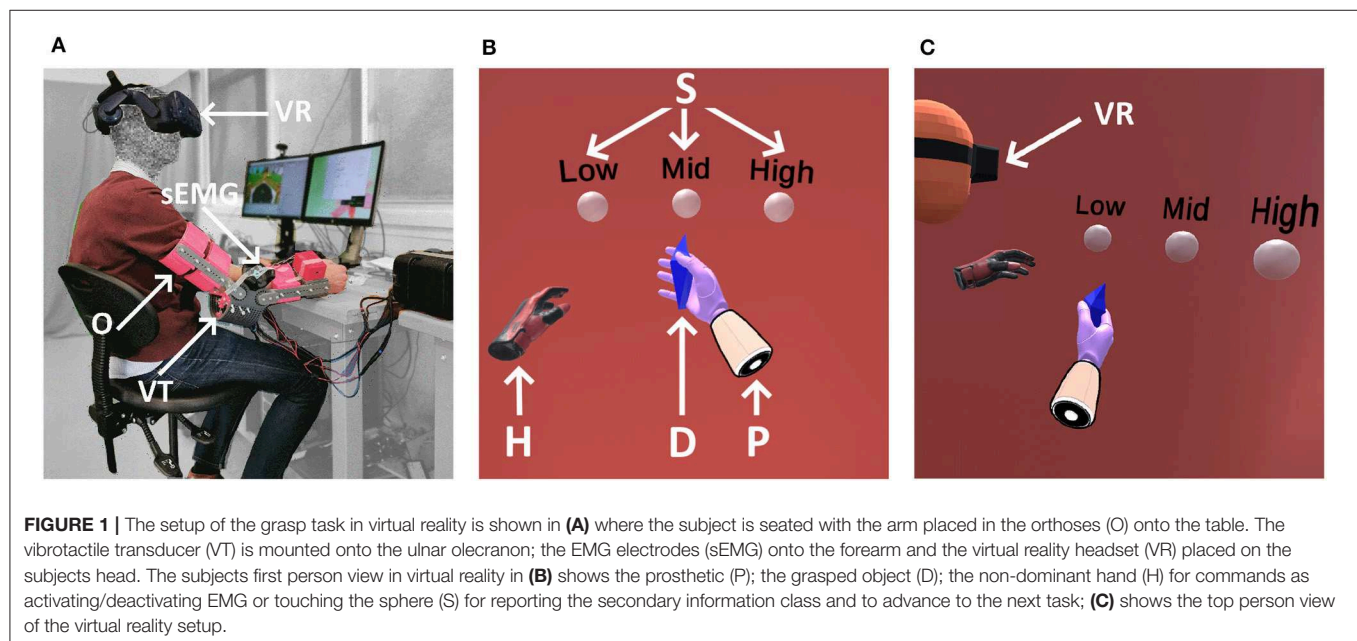 A
VR
sEMG
O
VT
B
S
Low Mid High
H D P
C
VR
Low Mid High
FIGURE 1 | The setup of the grasp task in virtual reality is shown in (A) where the subject is seated with the arm placed in the orthoses (O) onto the table. The
vibrotactile transducer (VT) is mounted onto the ulnar olecranon; the EMG electrodes (sEMG) onto the forearm and the virtual reality headset (VR) placed on the
subjects head. The subjects first person view in virtual reality in (B) shows the prosthetic (P); the grasped object (D); the non-dominant hand (H) for commands as
activating/deactivating EMG or touching the sphere (S) for reporting the secondary information class and to advance to the next task; (C) shows the top person view
of the virtual reality setup.